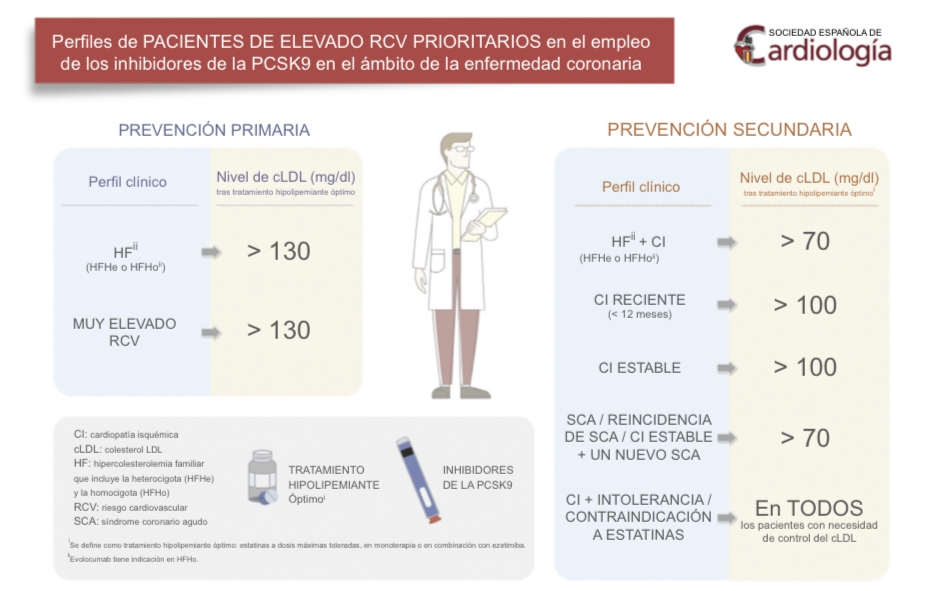 Perfiles de PACIENTES DE ELEVADO RCV PRIORITARIOS en el empleo
de los inhibidores de la PCSK9 en el ámbito de la enfermedad coronaria
SOCIEDAD ESPAÑOLA DE
Cardiología
PREVENCIÓN PRIMARIA
Perfil clínico
Nivel de cLDL (mg/dl)
tras tratamiento hipolipemiante óptimo
HFii
(HFHe o HFHoii)
> 130
MUY ELEVADO
RCV
> 130
PREVENCIÓN SECUNDARIA
Perfil clínico
Nivel de cLDL (mg/dl)
tras tratamiento hipolipemiante óptimoi
HFii + CI
(HFHe o HFHoii)
> 70
CI RECIENTE
(< 12 meses)
> 100
CI ESTABLE
> 100
SCA / REINCIDENCIA
DE SCA / CI ESTABLE
+ UN NUEVO SCA
> 70
CI + INTOLERANCIA /
CONTRAINDICACIÓN
A ESTATINAS
En TODOS
los pacientes con necesidad
de control del cLDL
CI: cardiopatía isquémica
cLDL: colesterol LDL
HF: hipercolesterolemia familiar
que incluye la heterocigota (HFHe)
y la homocigota (HFHo)
RCV: riesgo cardiovascular
SCA: síndrome coronario agudo
TRATAMIENTO
HIPOLIPEMIANTE
Óptimoi
INHIBIDORES
DE LA PCSK9
iSe define como tratamiento hipolipemiante óptimo: estatinas a dosis máximas toleradas, en monoterapia o en combinación con ezetimiba.
iiEvolocumab tiene indicación en HFHo.